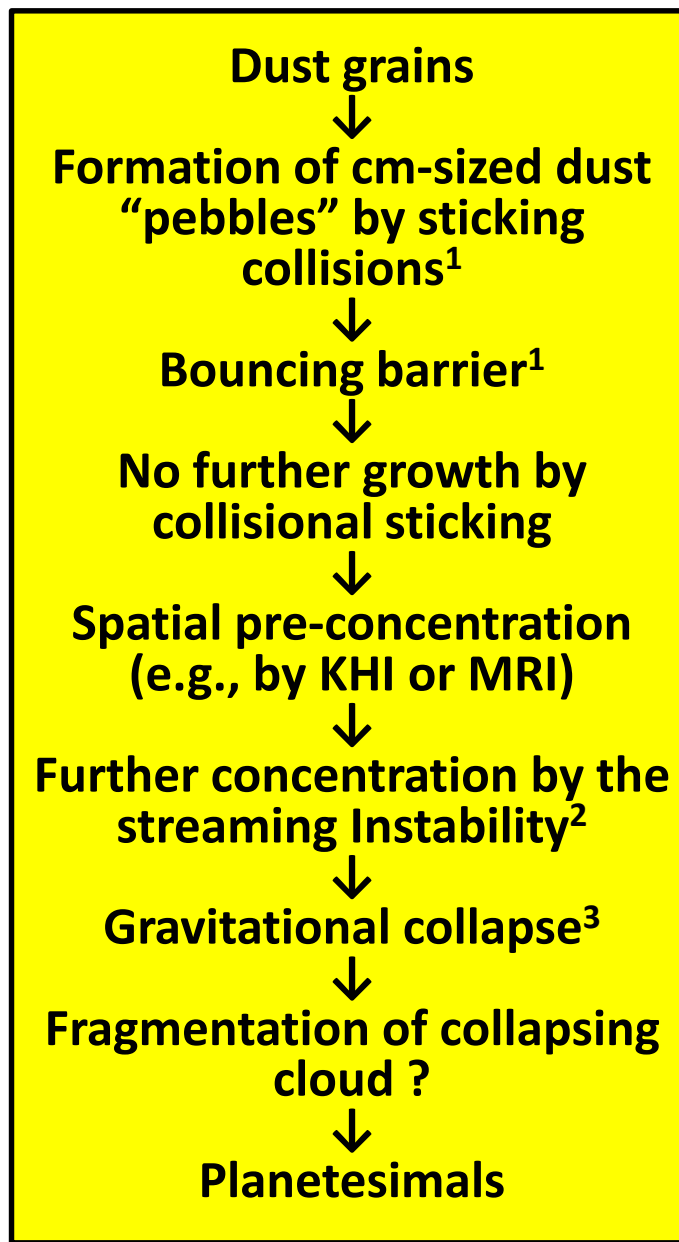 Dust grains
↓
Formation of cm-sized dust
“pebbles” by sticking
collisions¹
↓
Bouncing barrier¹
↓
No further growth by
collisional sticking
↓
Spatial pre-concentration
(e.g., by KHI or MRI)
↓
Further concentration by the
streaming Instability²
↓
Gravitational collapse³
↓
Fragmentation of collapsing
cloud ?
↓
Planetesimals